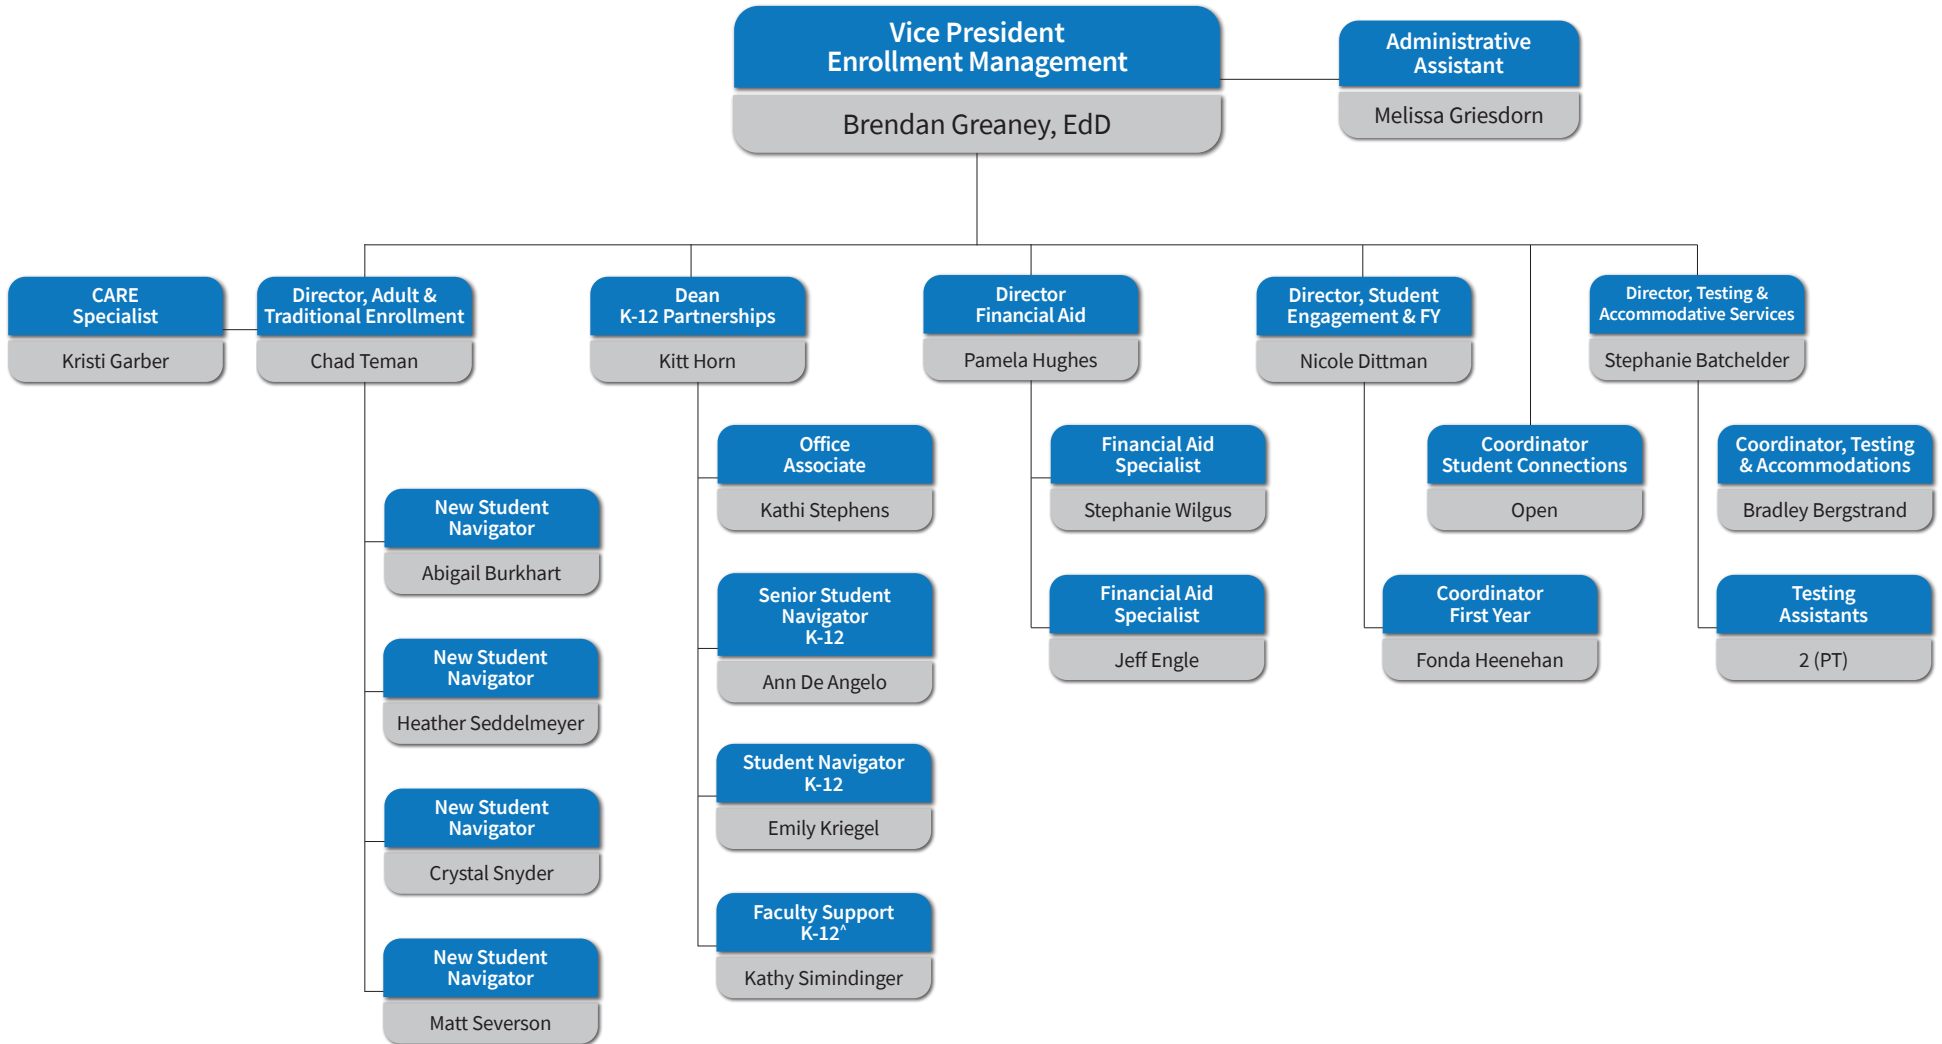 Vice President
Enrollment Management
Brendan Greaney, EdD
Administrative
Assistant
Melissa Griesdorn
CARE
Specialist
Kristi Garber
Director, Adult &
Traditional Enrollment
Chad Teman
Dean
K-12 Partnerships
Kitt Horn
Director
Financial Aid
Pamela Hughes
Director, Student
Engagement & FY
Nicole Dittman
Director, Testing &
Accommodative Services
Stephanie Batchelder
New Student
Navigator
Abigail Burkhart
New Student
Navigator
Heather Seddelmeyer
New Student
Navigator
Crystal Snyder
New Student
Navigator
Matt Severson
Office
Associate
Kathi Stephens
Senior Student
Navigator
K-12
Ann De Angelo
Student Navigator
K-12
Emily Kriegel
Faculty Support
K-12^
Kathy Simindinger
Financial Aid
Specialist
Stephanie Wilgus
Financial Aid
Specialist
Jeff Engle
Coordinator
Student Connections
Open
Coordinator
First Year
Fonda Heenehan
Coordinator, Testing
& Accommodations
Bradley Bergstrand
Testing
Assistants
2 (PT)